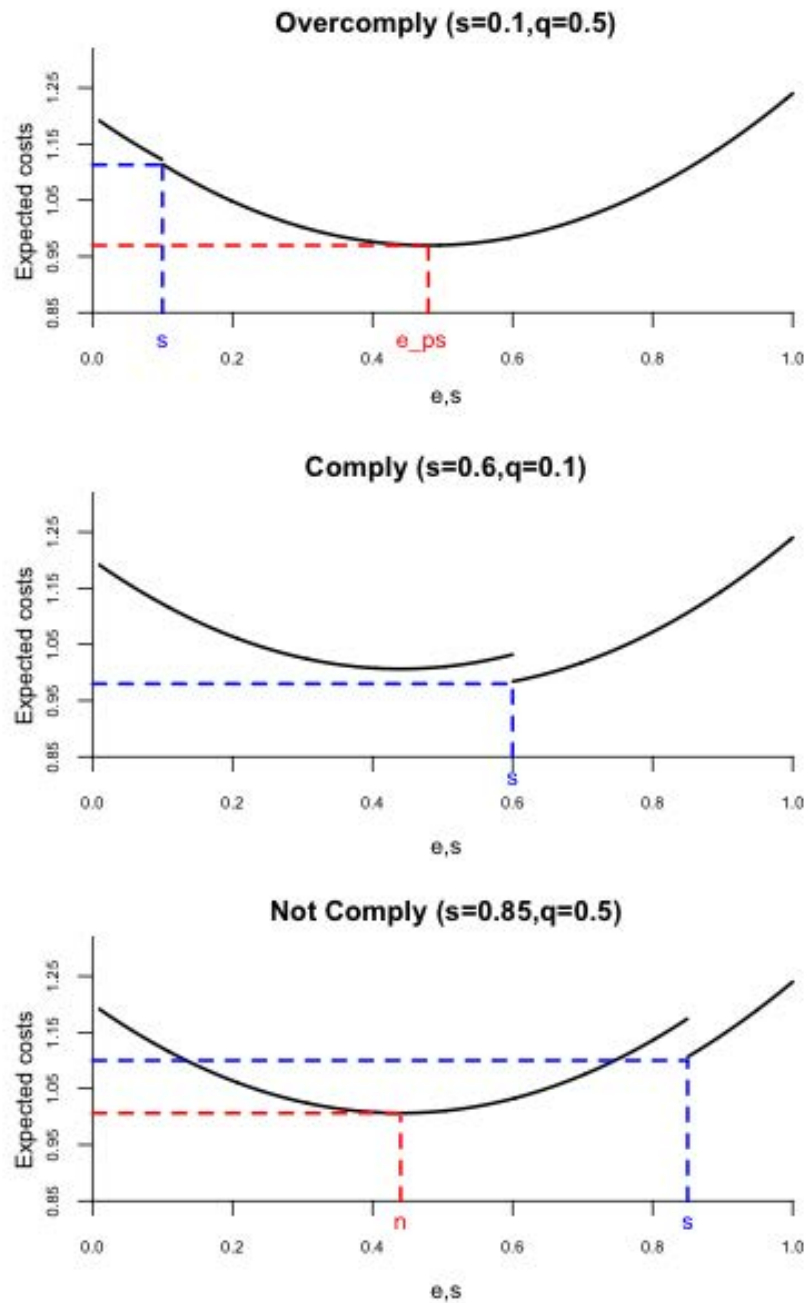 Overcomply (s=0.1,q=0.5)
Expected costs
1.25
1.15
1.05
0.95
0.85
s
e_ps
0.0 0.2 0.4 0.6 0.8 1.0
e,s
Comply (s=0.6,q=0.1)
Expected costs
1.25
1.15
1.05
0.95
0.85
s
0.0 0.2 0.4 0.6 0.8 1.0
e,s
Not Comply (s=0.85,q=0.5)
Expected costs
1.25
1.15
1.05
0.95
0.85
n
s
0.0 0.2 0.4 0.6 0.8 1.0
e,s